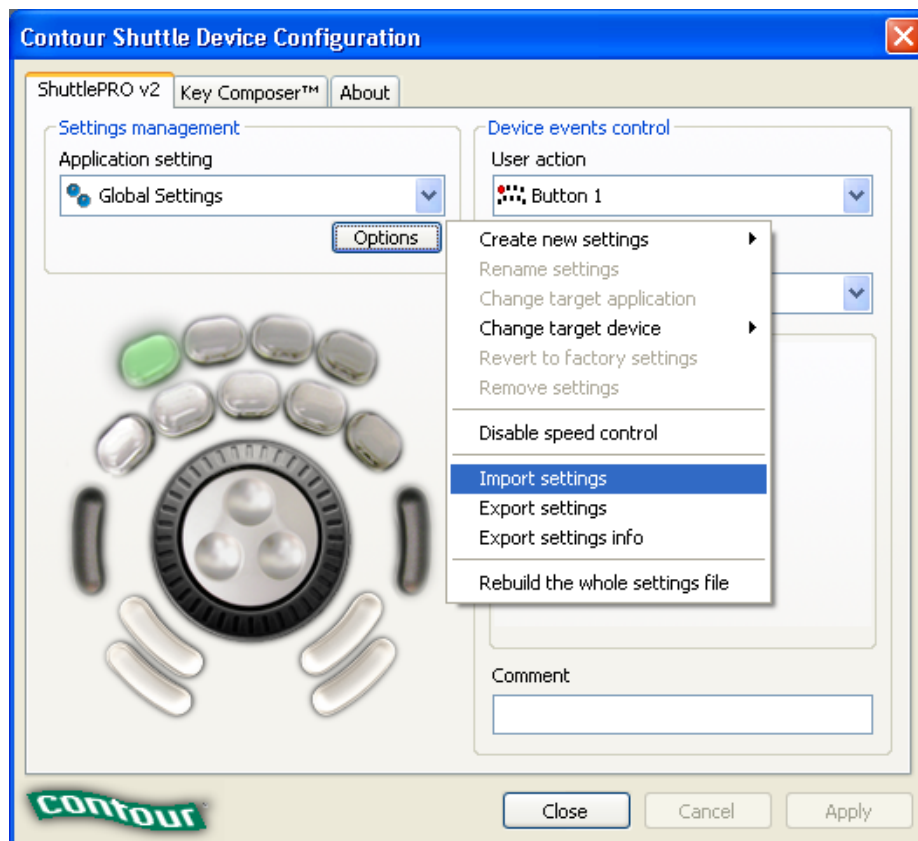 Contour Shuttle Device Configuration
ShuttlePRO v2
Key Composer™
About
Settings management
Application setting
Global Settings
Options
Device events control
User action
Button 1
Create new settings
Rename settings
Change target application
Change target device
Revert to factory settings
Remove settings
Disable speed control
Import settings
Export settings
Export settings info
Rebuild the whole settings file
Comment
contour
Close
Cancel
Apply